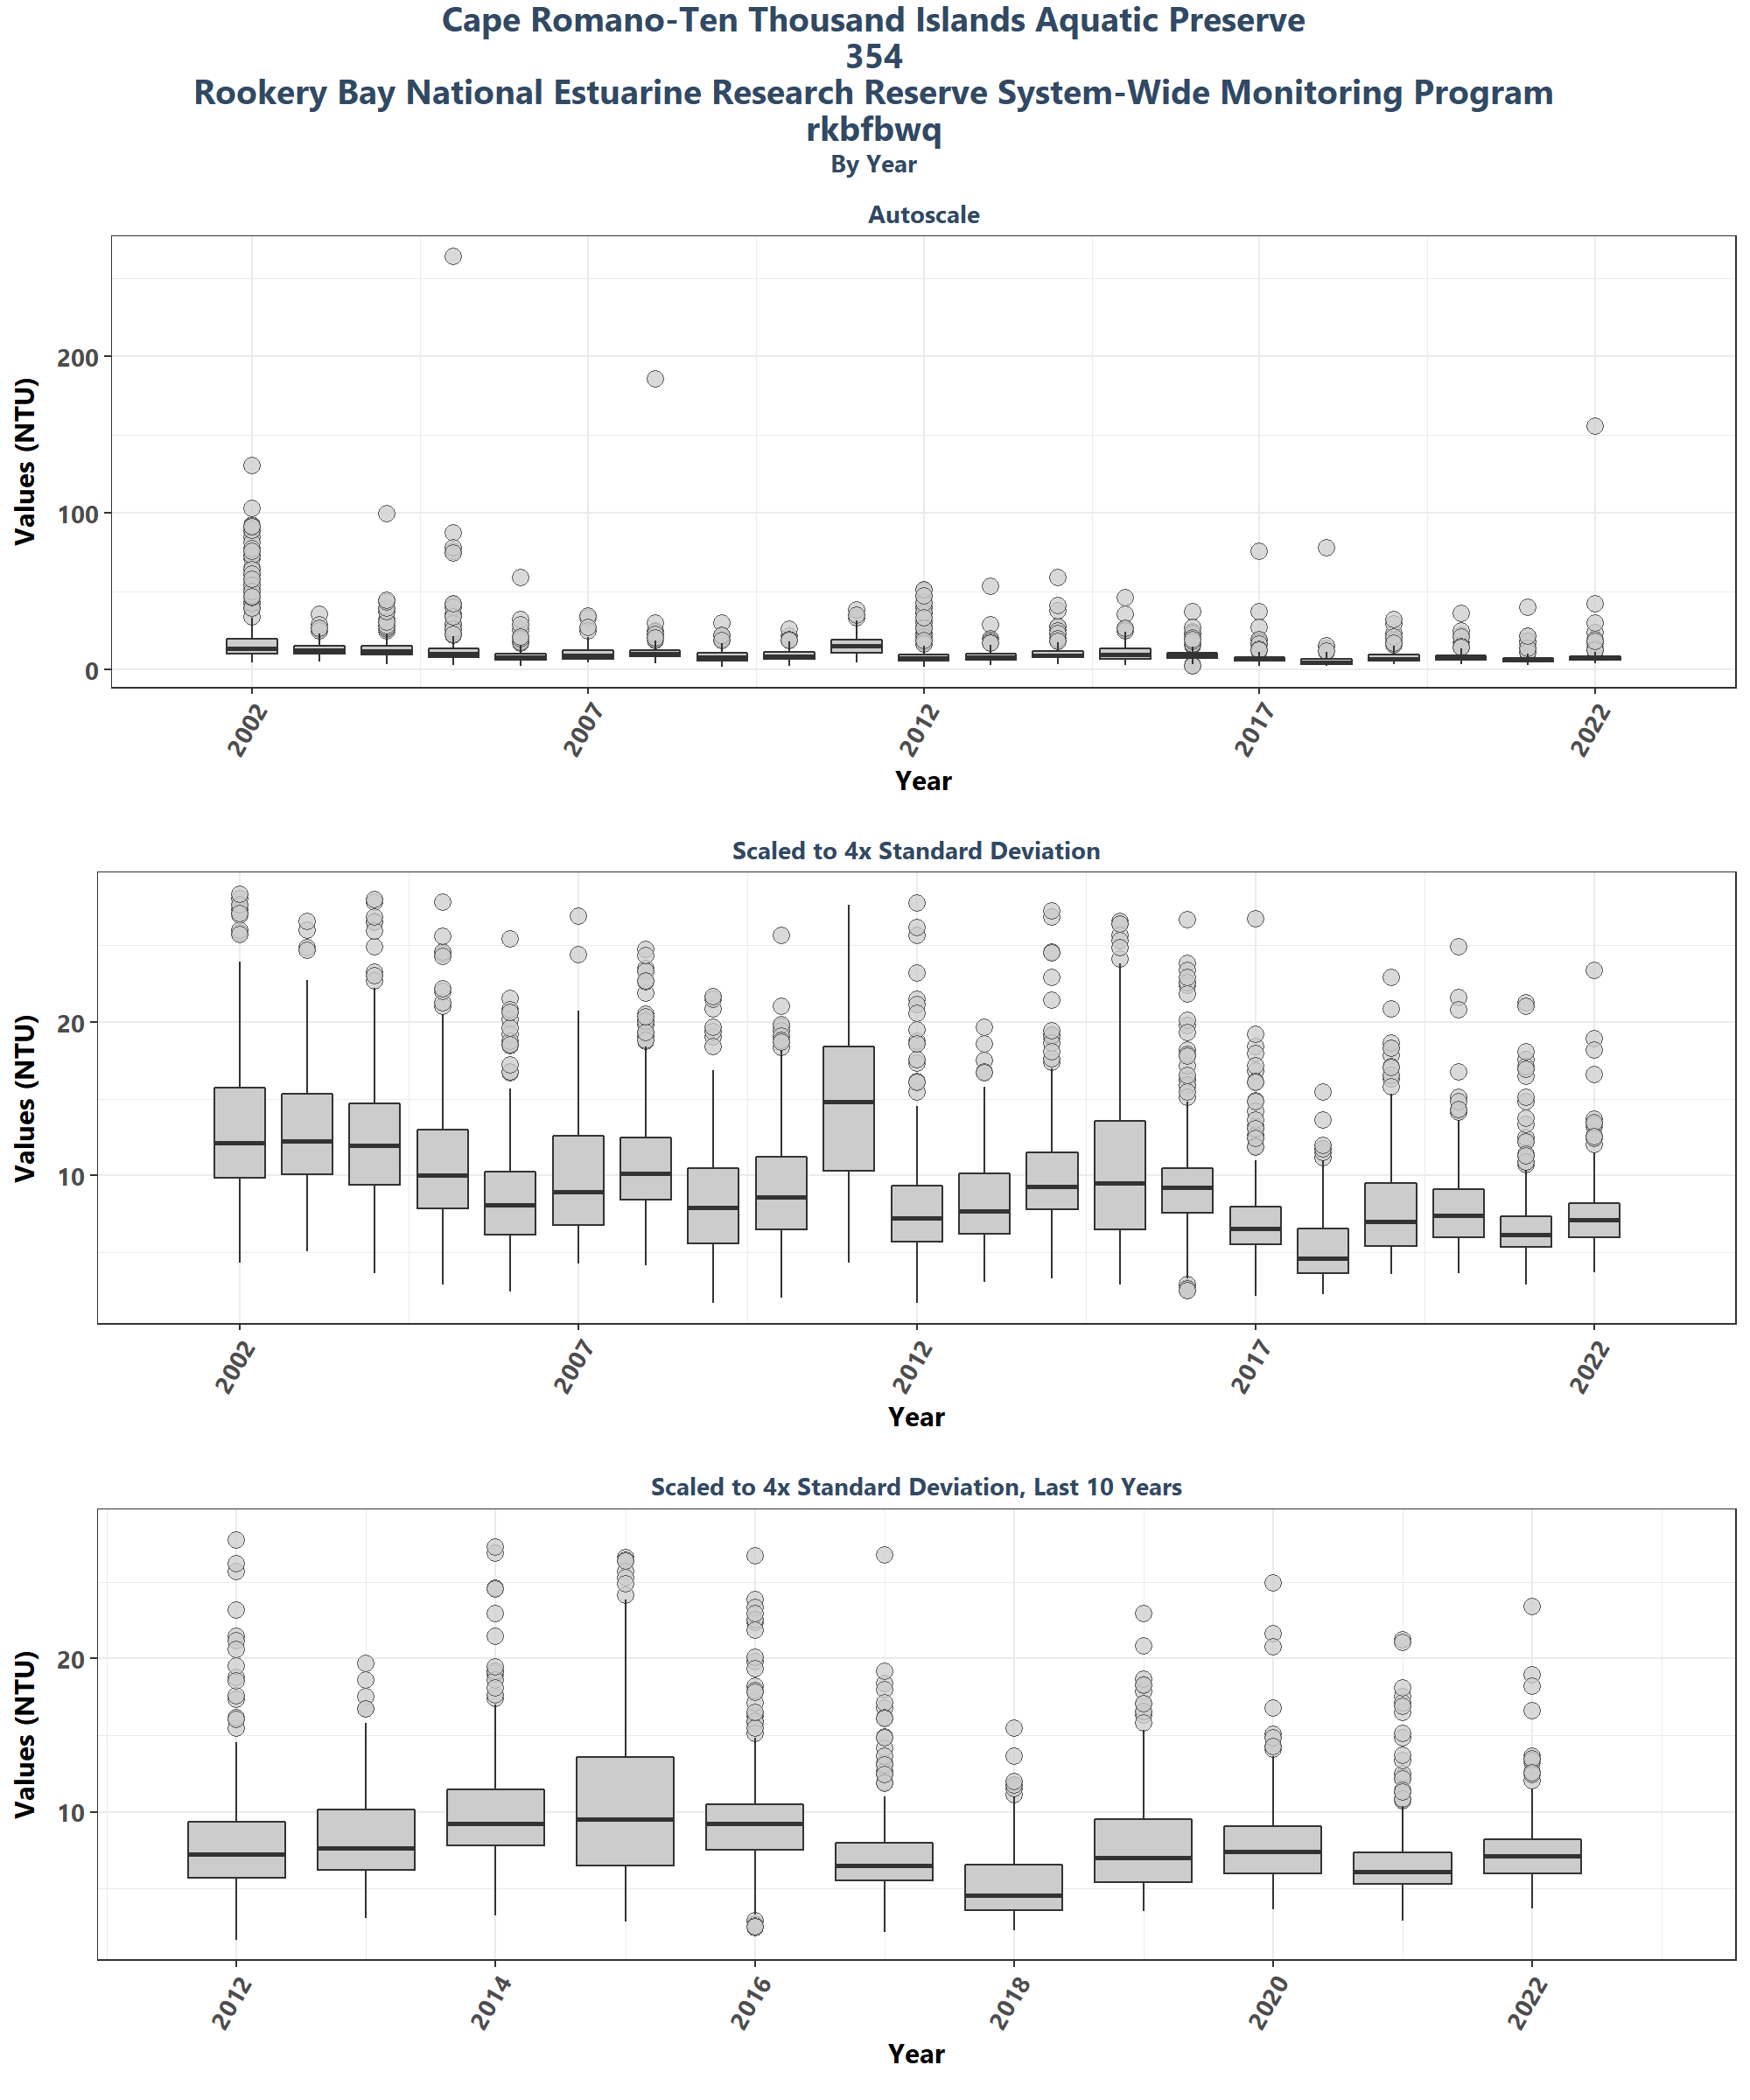 Cape Romano-Ten Thousand Islands Aquatic Preserve
354
Rookery Bay National Estuarine Research Reserve System-Wide Monitoring Program
rkbfbwq
By Year
Autoscale
Values (NTU)
200
100
0
2002
2007
2012
2017
2022
Year
Scaled to 4x Standard Deviation
Values (NTU)
20
10
2002
2007
2012
2017
2022
Year
Scaled to 4x Standard Deviation, Last 10 Years
Values (NTU)
20
10
2012
2014
2016
2018
2020
2022
Year